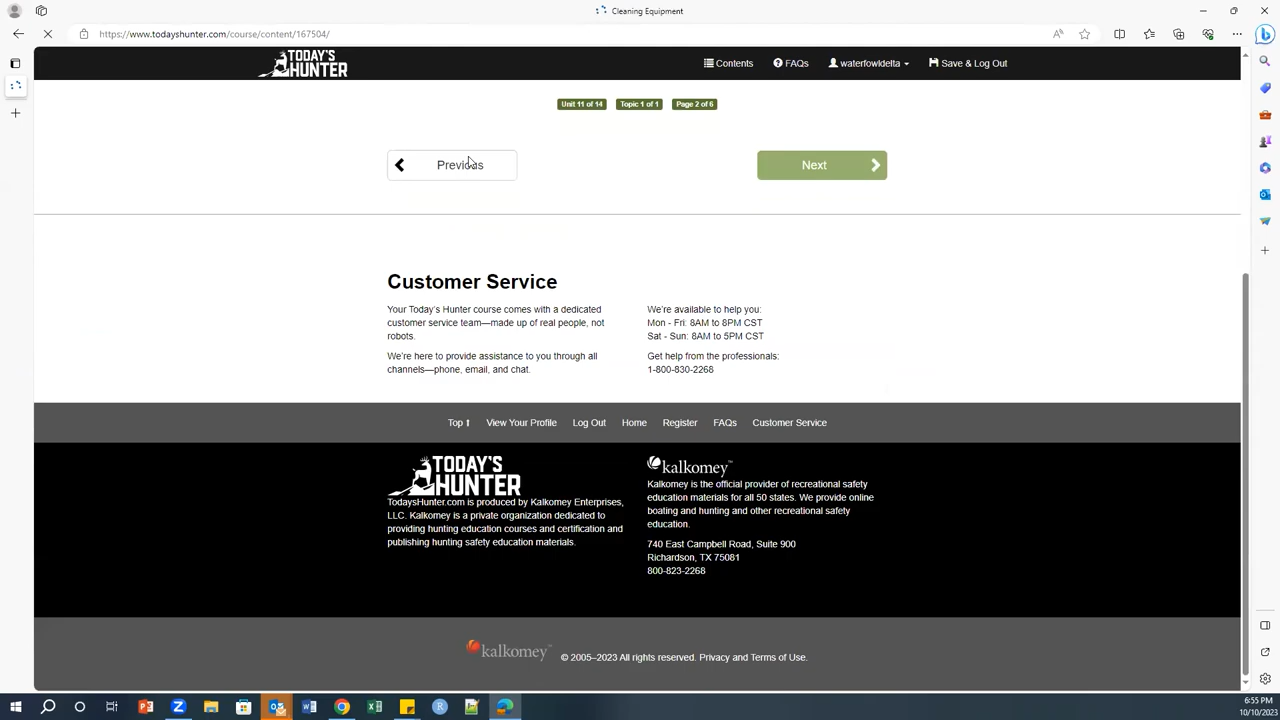 Cleaning Equipment
https://www.todayshunter.com/course/content/167504/
TODAY'S
HUNTER
Contents
FAQs
waterfowldelta
Save & Log Out
Unit 11 of 14
Topic 1 of 1
Page 2 of 6
Previous
Next
Customer Service
Your Today's Hunter course comes with a dedicated
customer service team—made up of real people, not
robots.
We're here to provide assistance to you through all
channels—phone, email, and chat.
We're available to help you:
Mon - Fri: 8AM to 8PM CST
Sat - Sun: 8AM to 5PM CST
Get help from the professionals:
1-800-830-2268
Top
View Your Profile
Log Out
Home
Register
FAQs
Customer Service
TODAY'S
HUNTER
TodaysHunter.com is produced by Kalkomey Enterprises,
LLC. Kalkomey is a private organization dedicated to
providing hunting education courses and certification and
publishing hunting safety education materials.
kalkomey™
Kalkomey is the official provider of recreational safety
education materials for all 50 states. We provide online
boating and hunting and other recreational safety
education.
740 East Campbell Road, Suite 900
Richardson, TX 75081
800-823-2268
kalkomey™
© 2005–2023 All rights reserved. Privacy and Terms of Use.
6:55 PM
10/10/2023